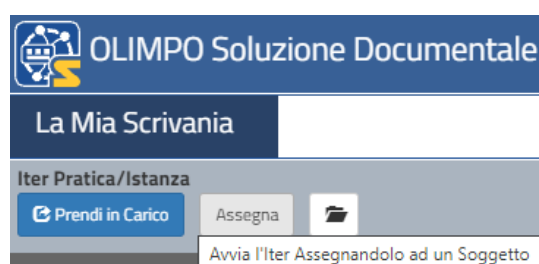 OLIMPO Soluzione Documentale
La Mia Scrivania
Iter Pratica/Istanza
Prendi in Carico Assegna
Avvia l'Iter Assegnandolo ad un Soggetto